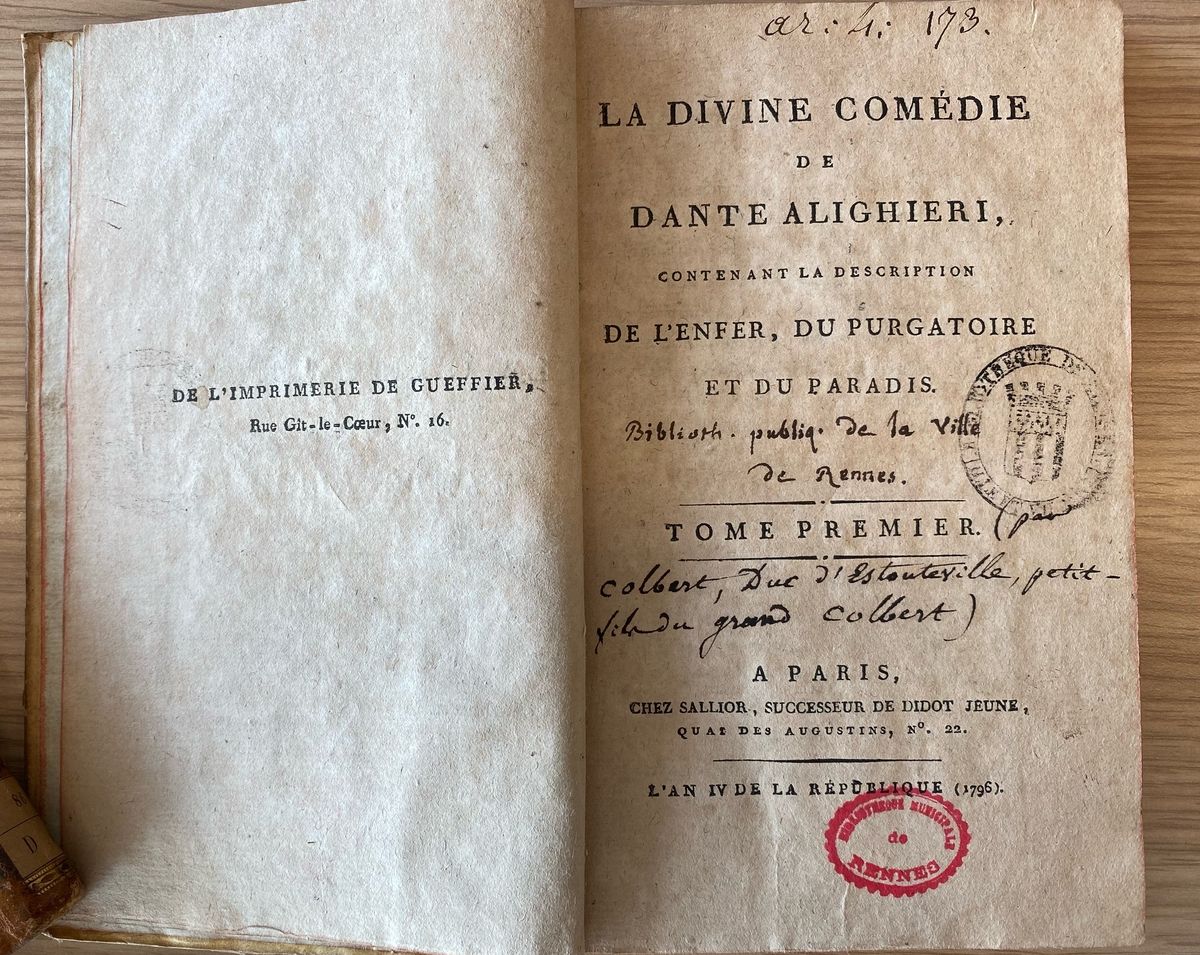 DE L'IMPRIMERIE DE GUEFFIER,
Rue Git-le-Cœur, N°. 16.
ar: 4: 173.
LA DIVINE COMÉDIE
DE
DANTE ALIGHIERI,
CONTENANT LA DESCRIPTION
DE L'ENFER, DU PURGATOIRE
ET DU PARADIS.
Biblioth. publiq. de la Ville
de Rennes.
TOME PREMIER. (par
Colbert, Duc d'Estouteville, petit-
fils du grand Colbert)
A PARIS,
CHEZ SALLIOR, SUCCESSEUR DE DIDOT JEUNE,
QUAI DES AUGUSTINS, N°. 22.
L'AN IV DE LA RÉPUBLIQUE (1796).
BIBLIOTHEQUE MUNICIPALE
de
RENNES
D